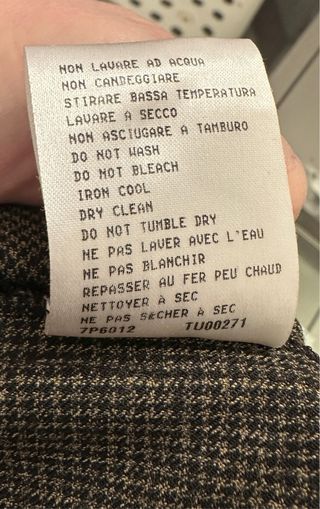 NON LAVARE AD ACQUA
NON CANDEGGIARE
STIRARE BASSA TEMPERATURA
LAVARE A SECCO
NON ASCIUGARE A TAMBURO
DO NOT WASH
DO NOT BLEACH
IRON COOL
DRY CLEAN
DO NOT TUMBLE DRY
NE PAS LAVER AVEC L'EAU
NE PAS BLANCHIR
REPASSER AU FER PEU CHAUD
NETTOYER À SEC
NE PAS SÈCHER À SEC
7P6012 TU00271